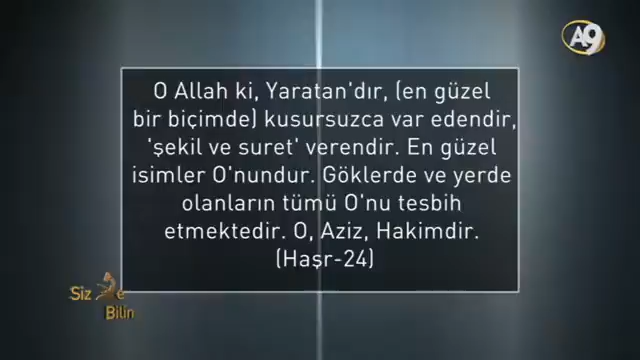 A9
O Allah ki, Yaratan'dır, (en güzel
bir biçimde) kusursuzca var edendir,
'şekil ve suret' verendir. En güzel
isimler O'nundur. Göklerde ve yerde
olanların tümü O'nu tesbih
etmektedir. O, Aziz, Hakimdir.
(Haşr-24)
Siz e
Bilin